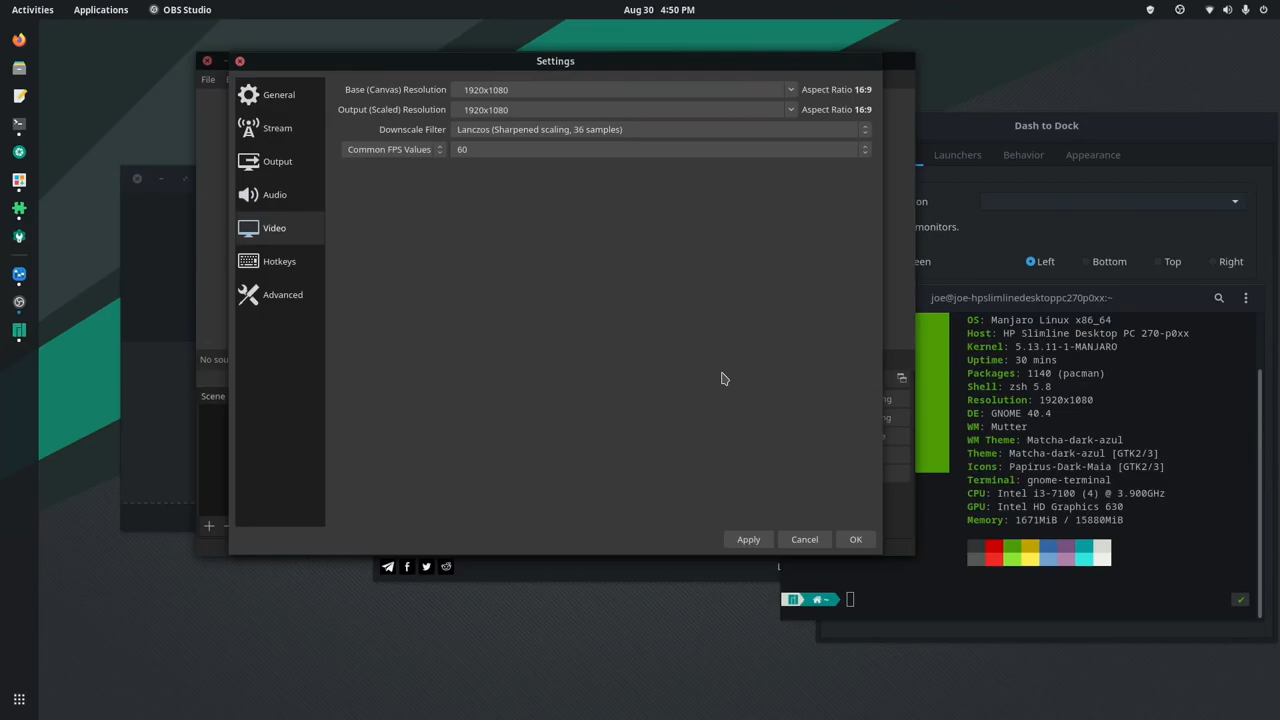 Activities Applications OBS Studio Aug 30 4:50 PM
Settings
File
General
Stream
Output
Audio
Video
Hotkeys
Advanced
Base (Canvas) Resolution 1920x1080 Aspect Ratio 16:9
Output (Scaled) Resolution 1920x1080 Aspect Ratio 16:9
Downscale Filter Lanczos (Sharpened scaling, 36 samples)
Common FPS Values 60
No sou
Scene
ng
ng
Apply Cancel OK
Dash to Dock
Launchers Behavior Appearance
on
monitors.
een Left Bottom Top Right
joe@joe-hpslimlinedesktoppc270p0xx:~
OS: Manjaro Linux x86_64
Host: HP Slimline Desktop PC 270-p0xx
Kernel: 5.13.11-1-MANJARO
Uptime: 30 mins
Packages: 1140 (pacman)
Shell: zsh 5.8
Resolution: 1920x1080
DE: GNOME 40.4
WM: Mutter
WM Theme: Matcha-dark-azul
Theme: Matcha-dark-azul [GTK2/3]
Icons: Papirus-Dark-Maia [GTK2/3]
Terminal: gnome-terminal
CPU: Intel i3-7100 (4) @ 3.900GHz
GPU: Intel HD Graphics 630
Memory: 1671MiB / 15880MiB
~